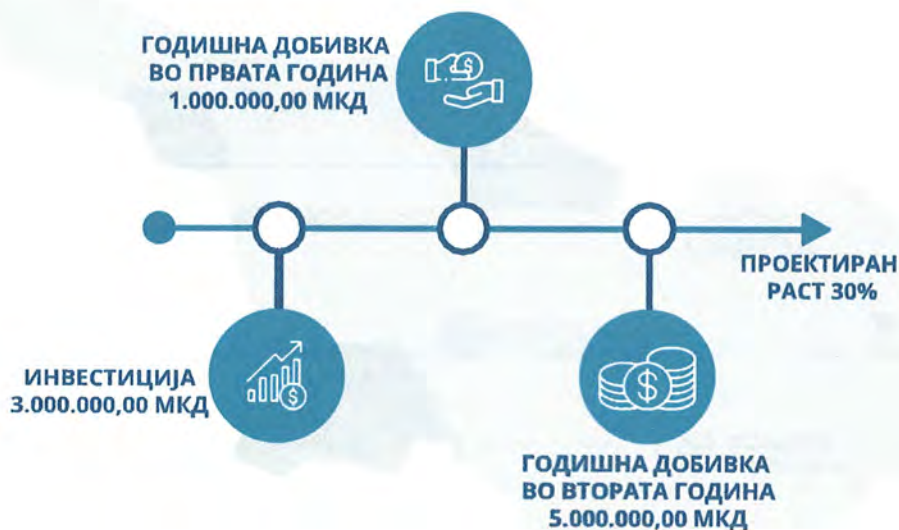 ГОДИШНА ДОБИВКА
ВО ПРВАТА ГОДИНА
1.000.000,00 МКД
$
ПРОЕКТИРАН
РАСТ 30%
ИНВЕСТИЦИЈА
3.000.000,00 МКД
$
$
ГОДИШНА ДОБИВКА
ВО ВТОРАТА ГОДИНА
5.000.000,00 МКД